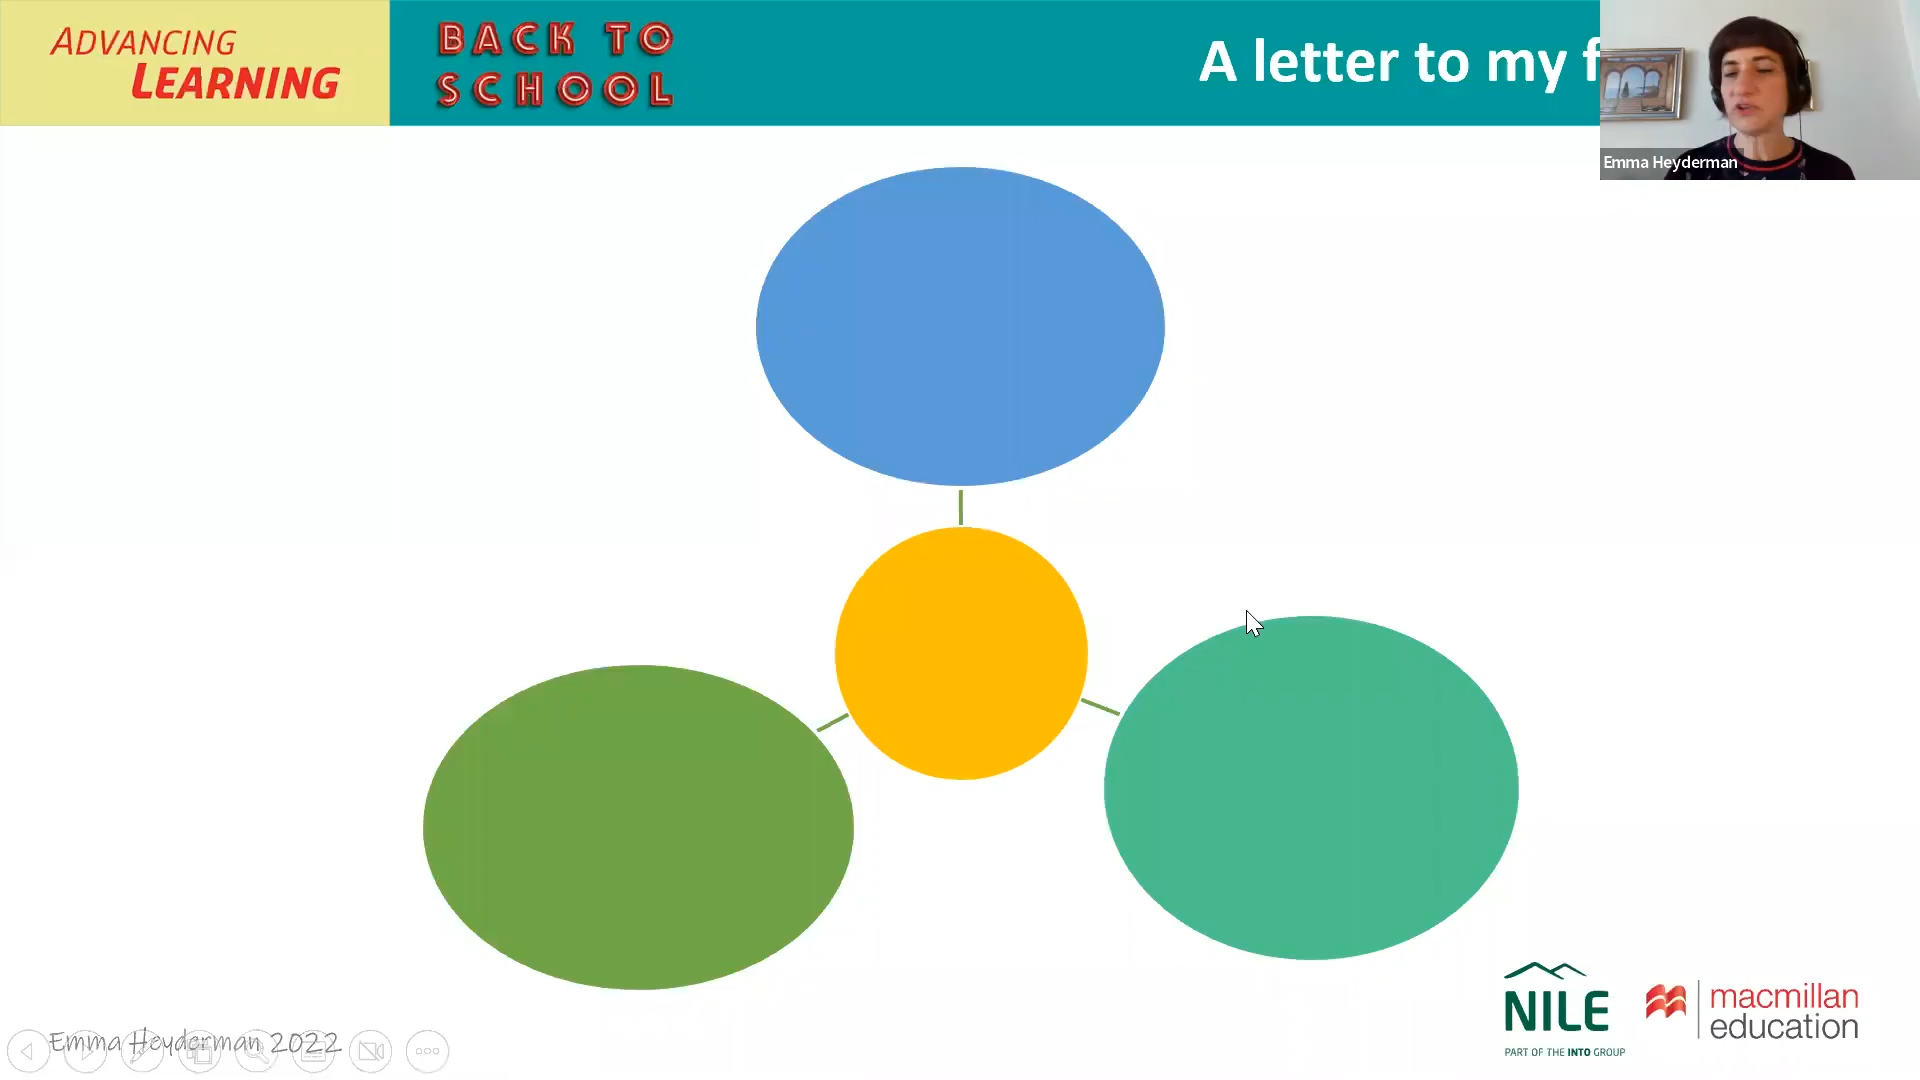 ADVANCING
LEARNING
BACK TO
SCHOOL
A letter to my f
Emma Heyderman
NILE
PART OF THE INTO GROUP
macmillan
education
Emma Heyderman 2022